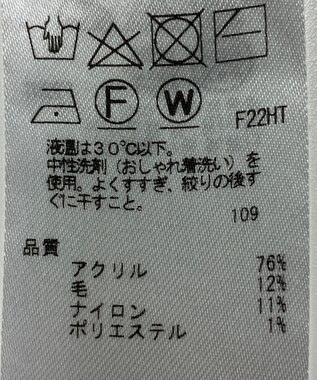 F W F22HT
液温は30℃以下。
中性洗剤（おしゃれ着洗い）を
使用。よくすすぎ、絞りの後す
ぐに干すこと。
109
品質
アクリル 76%
毛 12%
ナイロン 11%
ポリエステル 1%